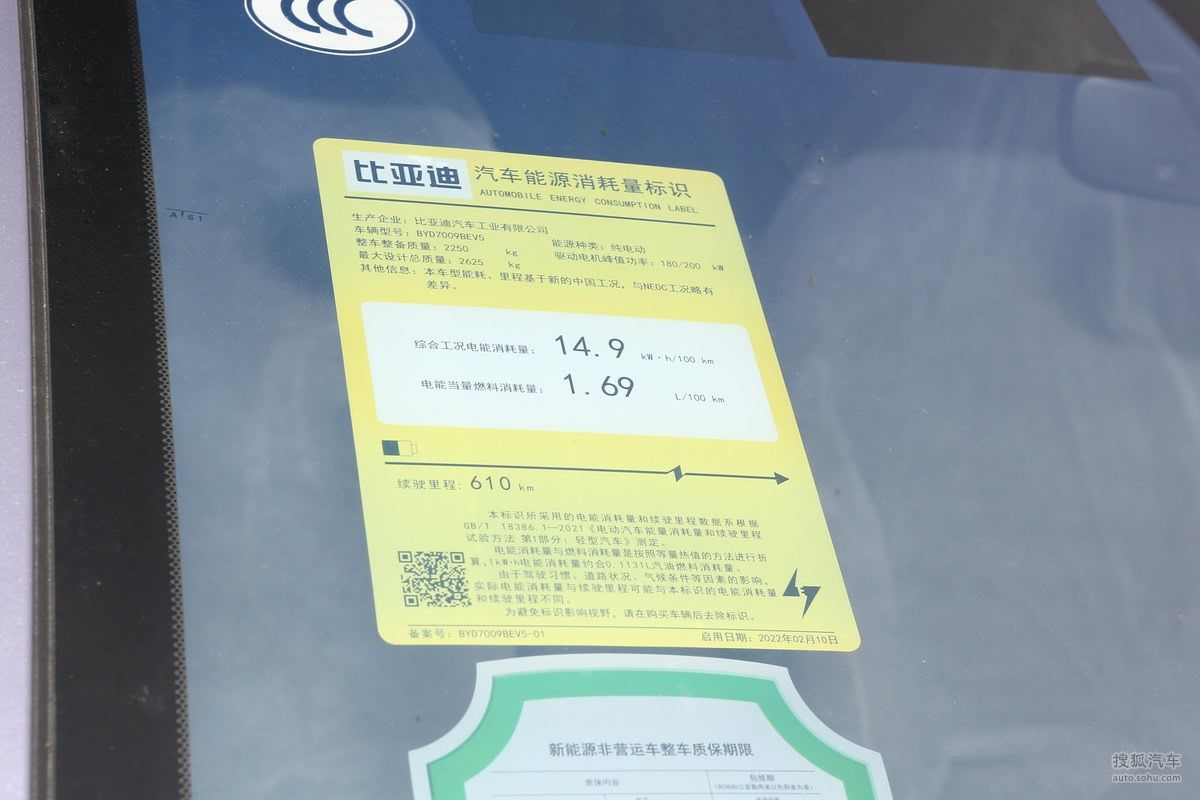 比亚迪 汽车能源消耗量标识
AUTOMOBILE ENERGY CONSUMPTION LABEL
AIS1
生产企业：比亚迪汽车工业有限公司
车辆型号：BYD7009BEV5 能源种类：纯电动
整车整备质量：2250 kg 驱动电机峰值功率：180/200 kW
最大设计总质量：2625 kg
其他信息：本车型能耗、里程基于新的中国工况，与NEDC工况略有
差异。
综合工况电能消耗量： 14.9 kW·h/100 km
电能当量燃料消耗量： 1.69 L/100 km
续驶里程：610 km
本标识所采用的电能消耗量和续驶里程数据系根据
GB/T 18386.1—2021《电动汽车能量消耗量和续驶里程
试验方法 第1部分：轻型汽车》测定。
电能消耗量与燃料消耗量是按照等量热值的方法进行折
算,1kW·h电能消耗量约合0.1131L汽油燃料消耗量。
由于驾驶习惯、道路状况、气候条件等因素的影响，
实际电能消耗量与续驶里程可能与本标识的电能消耗量
和续驶里程不同。
为避免标识影响视野，请在购买车辆后去除标识。
备案号：BYD7009BEV5-01 启用日期：2022年02月10日
新能源非营运车整车质保期限
质保内容 包修期
(时间和公里数两者以先到者为准)
搜狐汽车
auto.sohu.com